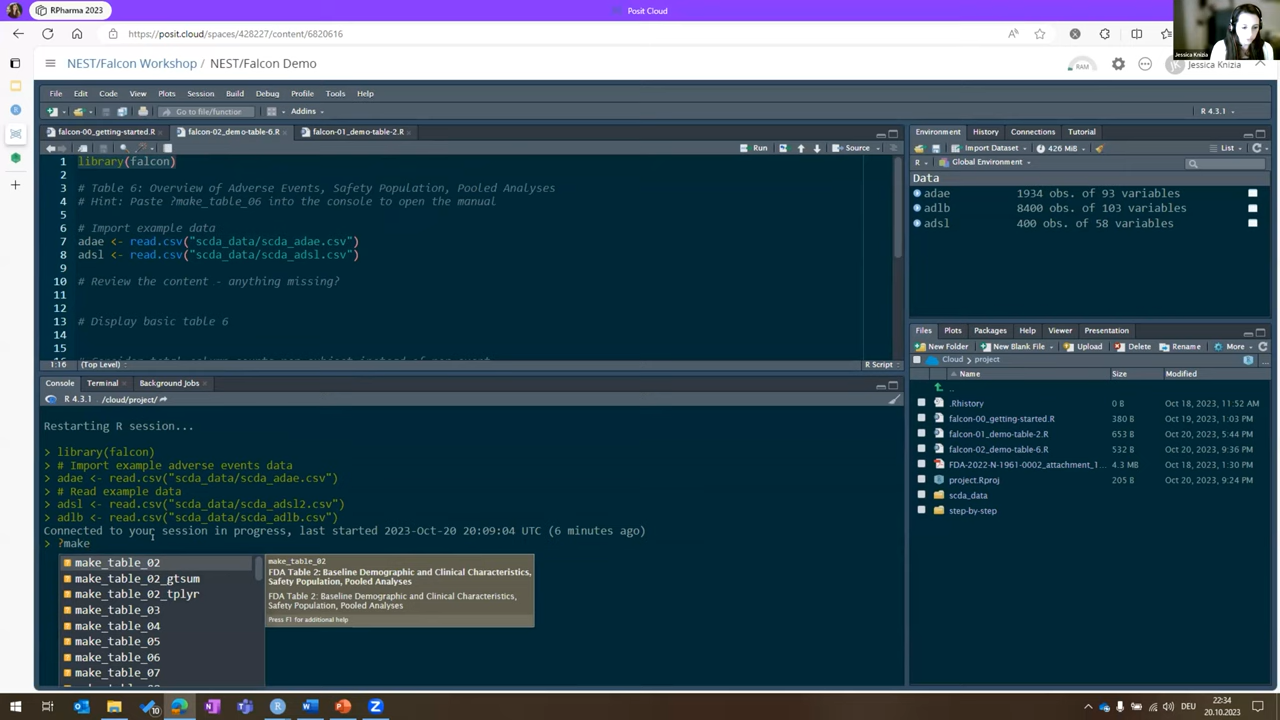 RPharma 2023
Posit Cloud
https://posit.cloud/spaces/428227/content/6820616
Jessica Knizia
NEST/Falcon Workshop / NEST/Falcon Demo
RAM
Jessica Knizia
File Edit Code View Plots Session Build Debug Profile Tools Help
Go to file/function
Addins
R 4.3.1
falcon-00_getting-started.R
falcon-02_demo-table-6.R
falcon-01_demo-table-2.R
Run
Source
1 library(falcon)
2
3 # Table 6: Overview of Adverse Events, Safety Population, Pooled Analyses
4 # Hint: Paste ?make_table_06 into the console to open the manual
5
6 # Import example data
7 adae <- read.csv("scda_data/scda_adae.csv")
8 adsl <- read.csv("scda_data/scda_adsl.csv")
9
10 # Review the content - anything missing?
11
12
13 # Display basic table 6
14
15
1:16 (Top Level) R Script
Console Terminal Background Jobs
R 4.3.1 . /cloud/project/
Restarting R session...
> library(falcon)
> # Import example adverse events data
> adae <- read.csv("scda_data/scda_adae.csv")
> # Read example data
> adsl <- read.csv("scda_data/scda_adsl2.csv")
> adlb <- read.csv("scda_data/scda_adlb.csv")
Connected to your session in progress, last started 2023-Oct-20 20:09:04 UTC (6 minutes ago)
> ?make
make_table_02
make_table_02_gtsum
make_table_02_tplyr
make_table_03
make_table_04
make_table_05
make_table_06
make_table_07
make_table_02
FDA Table 2: Baseline Demographic and Clinical Characteristics,
Safety Population, Pooled Analyses
FDA Table 2: Baseline Demographic and Clinical Characteristics,
Safety Population, Pooled Analyses
Press F1 for additional help
Environment History Connections Tutorial
Import Dataset 426 MiB List
R Global Environment
Data
adae 1934 obs. of 93 variables
adlb 8400 obs. of 103 variables
adsl 400 obs. of 58 variables
Files Plots Packages Help Viewer Presentation
New Folder New Blank File Upload Delete Rename More
Cloud project
Name Size Modified
..
.Rhistory 0 B Oct 18, 2023, 11:52 AM
falcon-00_getting-started.R 380 B Oct 19, 2023, 1:03 PM
falcon-01_demo-table-2.R 653 B Oct 20, 2023, 5:44 PM
falcon-02_demo-table-6.R 532 B Oct 20, 2023, 9:36 PM
FDA-2022-N-1961-0002_attachment_1... 4.3 MB Oct 18, 2023, 1:30 PM
project.Rproj 205 B Oct 20, 2023, 9:24 PM
scda_data
step-by-step
10
DEU
22:34
20.10.2023